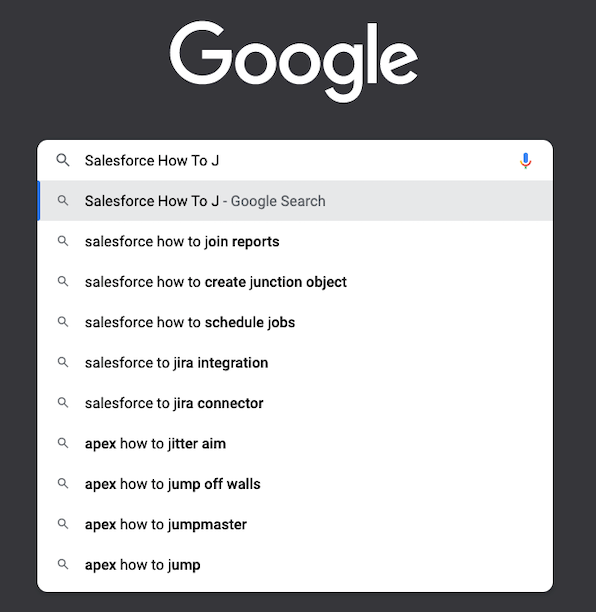 Google
Salesforce How To J
Salesforce How To J - Google Search
salesforce how to join reports
salesforce how to create junction object
salesforce how to schedule jobs
salesforce to jira integration
salesforce to jira connector
apex how to jitter aim
apex how to jump off walls
apex how to jumpmaster
apex how to jump